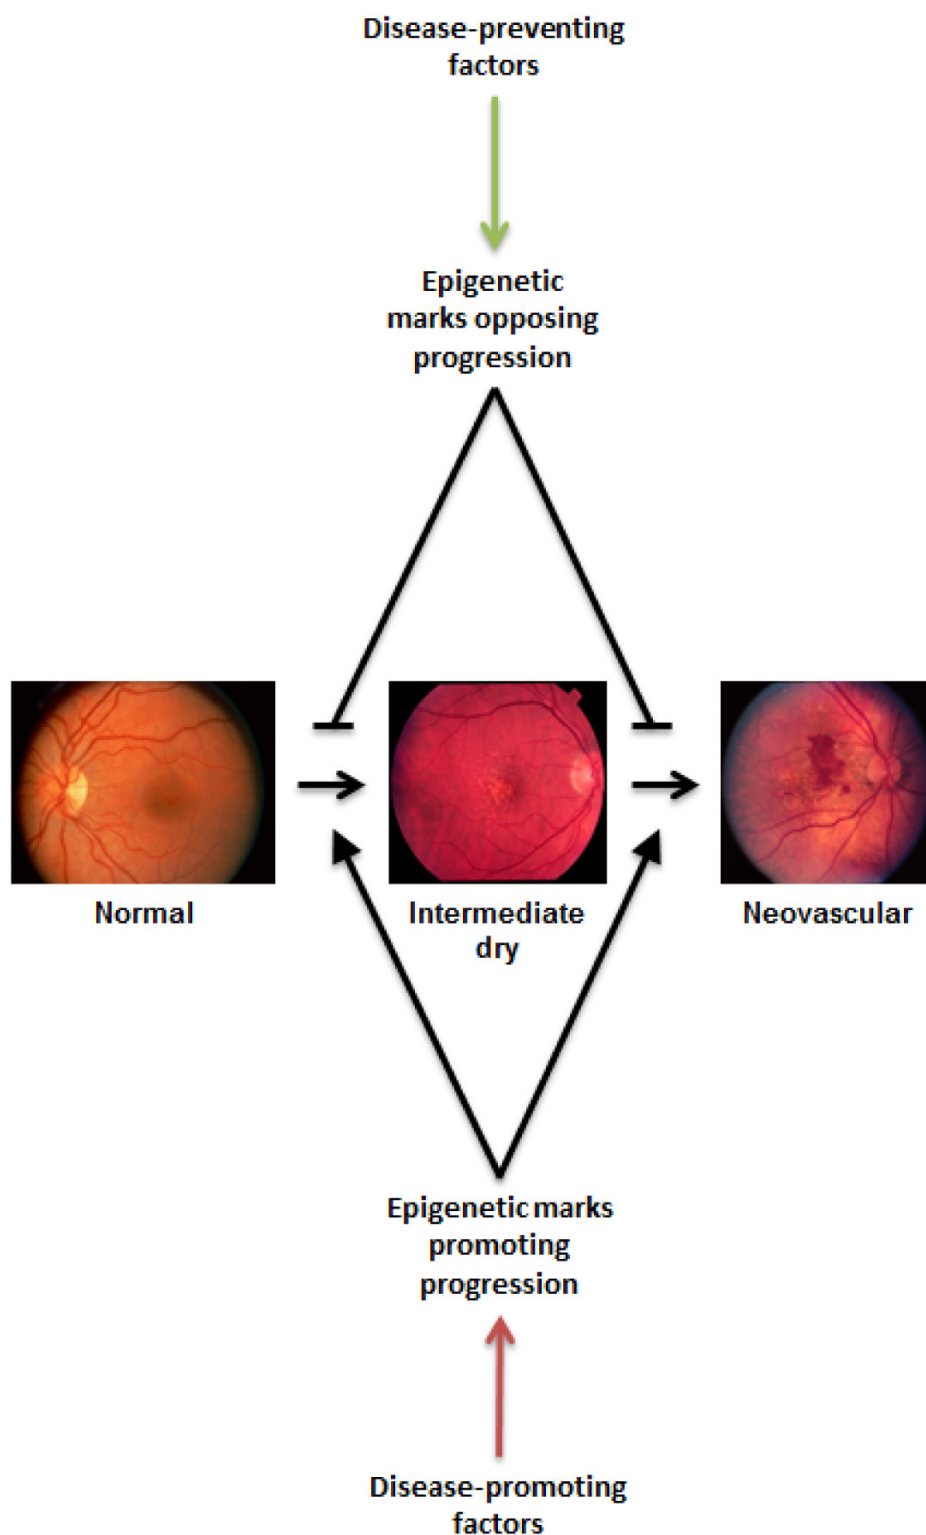 Disease-preventing
factors
Epigenetic
marks opposing
progression
Normal
Intermediate
dry
Neovascular
Epigenetic marks
promoting
progression
Disease-promoting
factors